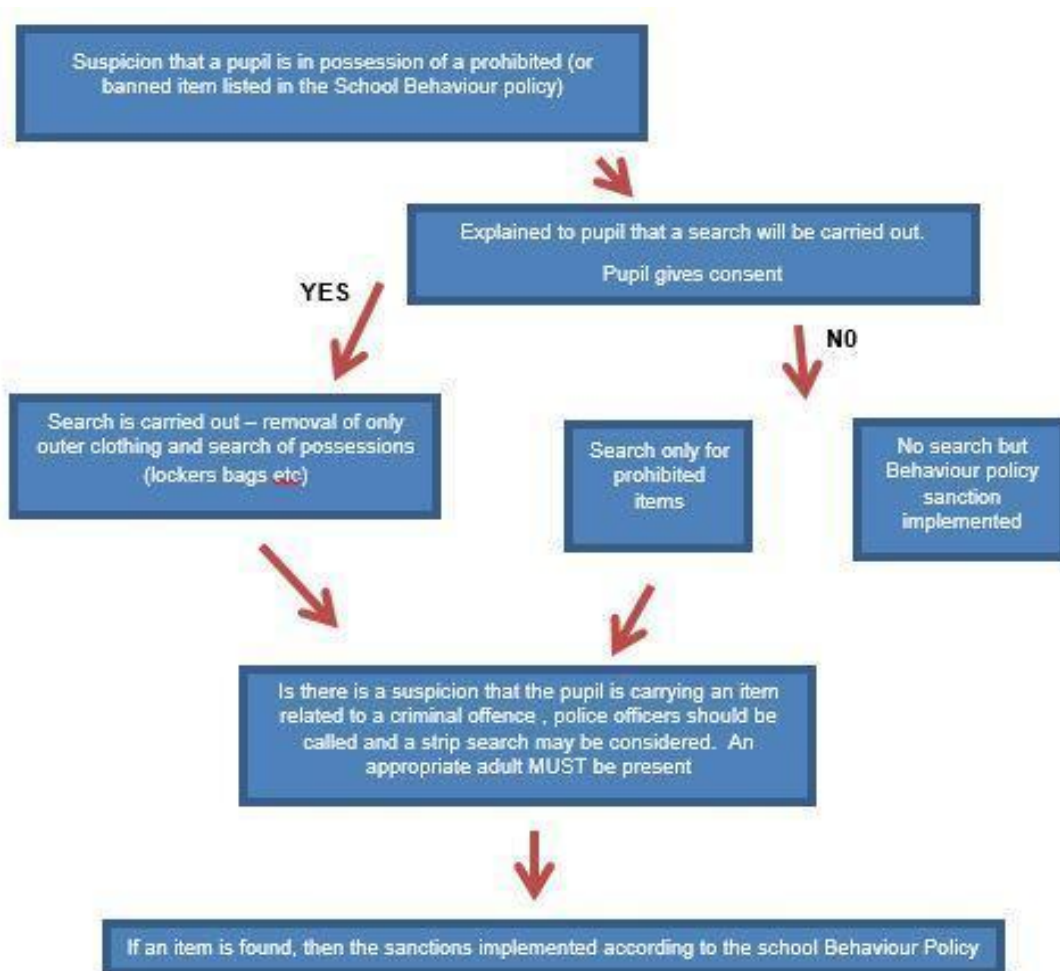 Suspicion that a pupil is in possession of a prohibited (or
banned item listed in the School Behaviour policy)
Explained to pupil that a search will be carried out.
Pupil gives consent
YES
N0
Search is carried out – removal of only
outer clothing and search of possessions
(lockers bags etc)
Search only for
prohibited
items
No search but
Behaviour policy
sanction
implemented
Is there is a suspicion that the pupil is carrying an item
related to a criminal offence , police officers should be
called and a strip search may be considered. An
appropriate adult MUST be present
If an item is found, then the sanctions implemented according to the school Behaviour Policy